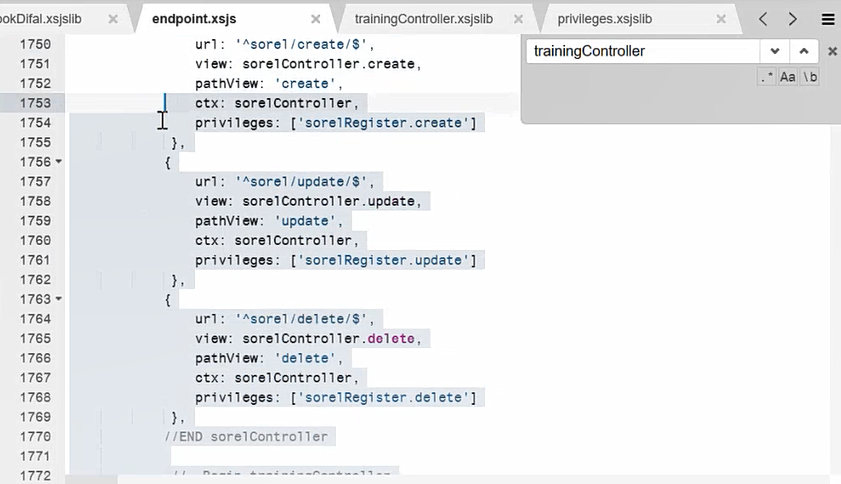 ookDifal.xsjslib × endpoint.xsjs × trainingController.xsjslib × privileges.xsjslib ×
trainingController
.* Aa \b
1750 url: '^sorel/create/$',
1751 view: sorelController.create,
1752 pathView: 'create',
1753 ctx: sorelController,
1754 privileges: ['sorelRegister.create']
1755 },
1756 {
1757 url: '^sorel/update/$',
1758 view: sorelController.update,
1759 pathView: 'update',
1760 ctx: sorelController,
1761 privileges: ['sorelRegister.update']
1762 },
1763 {
1764 url: '^sorel/delete/$',
1765 view: sorelController.delete,
1766 pathView: 'delete',
1767 ctx: sorelController,
1768 privileges: ['sorelRegister.delete']
1769 },
1770 //END sorelController
1771
1772 // Begin trainingController